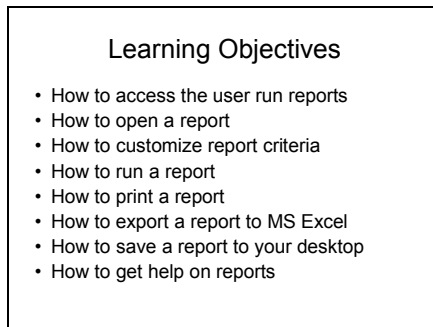 Learning Objectives
• How to access the user run reports
• How to open a report
• How to customize report criteria
• How to run a report
• How to print a report
• How to export a report to MS Excel
• How to save a report to your desktop
• How to get help on reports